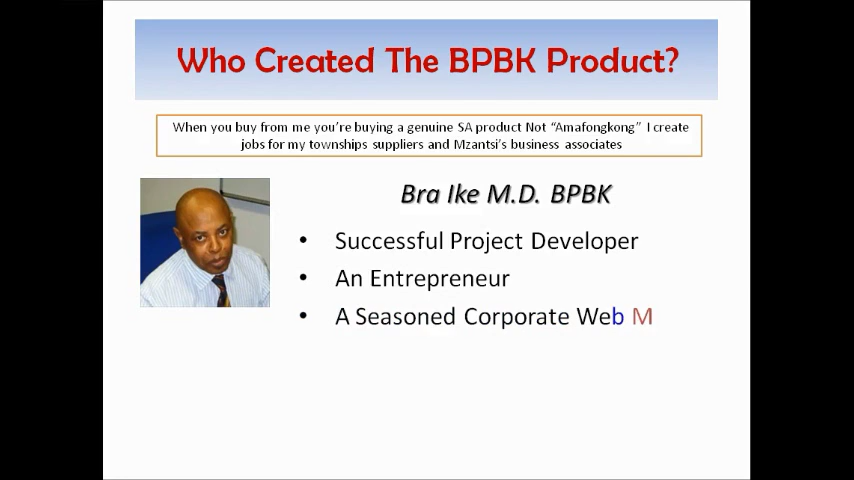 Who Created The BPBK Product?
When you buy from me you're buying a genuine SA product Not "Amafongkong" I create
jobs for my townships suppliers and Mzantsi's business associates
Bra Ike M.D. BPBK
• Successful Project Developer
• An Entrepreneur
• A Seasoned Corporate Web M